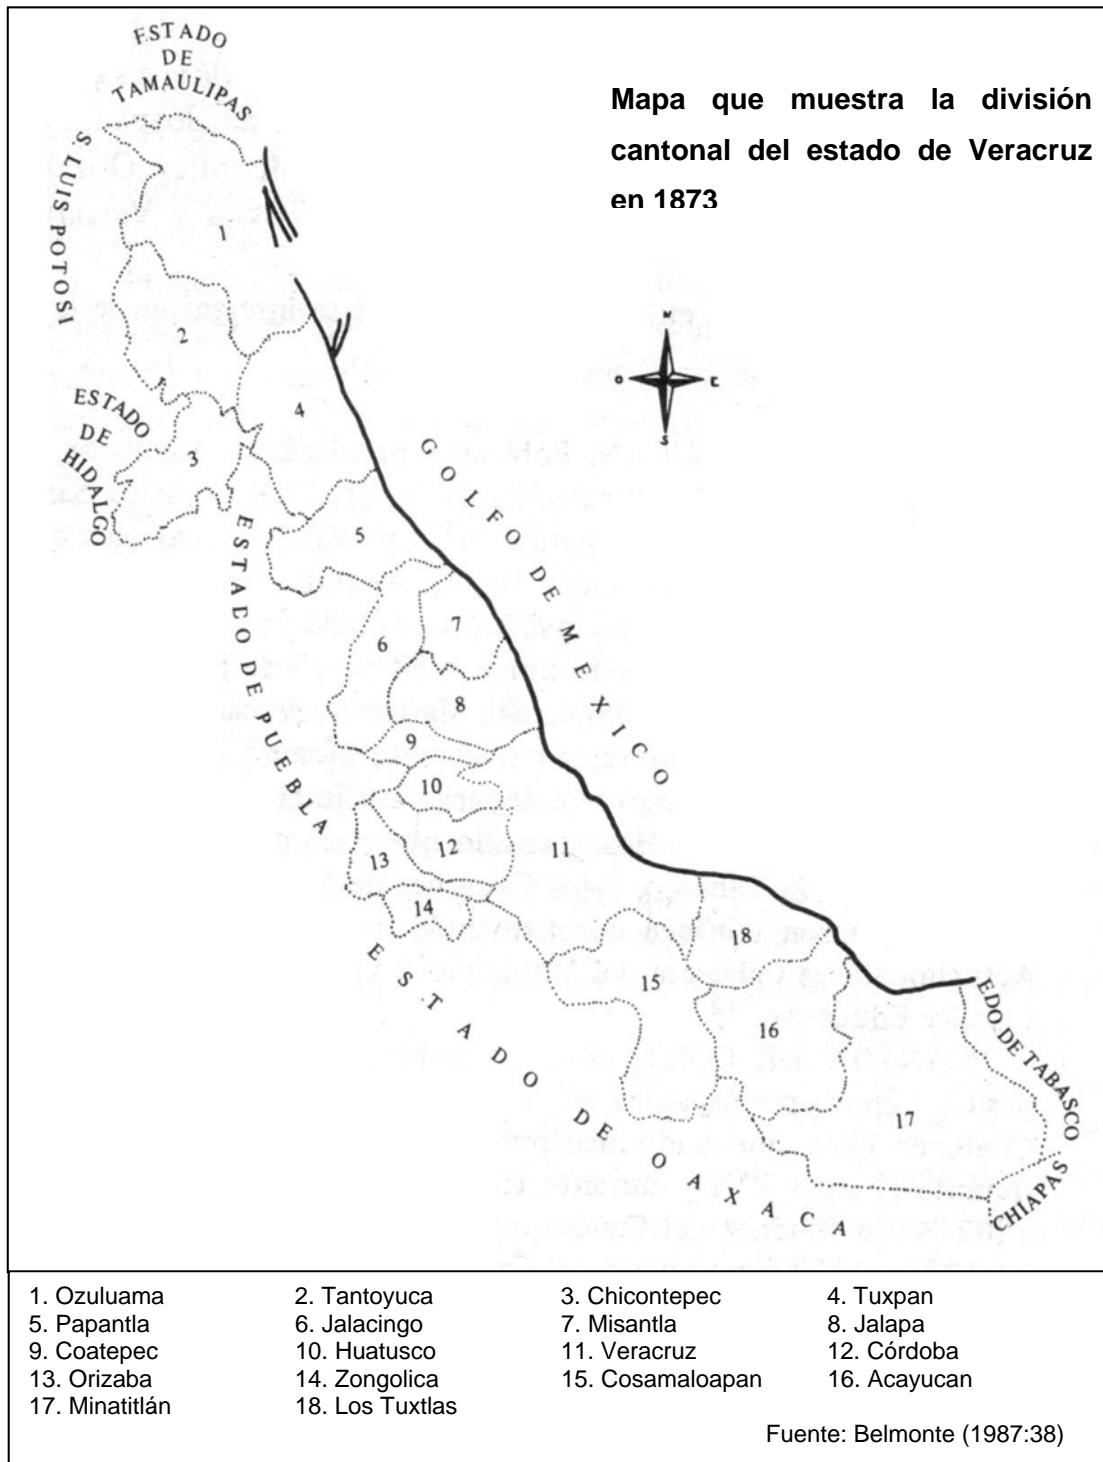 Mapa que muestra la división
cantonal del estado de Veracruz
en 1873
ESTADO
DE
TAMAULIPAS
S. LUIS POTOSI
1
2
N
O E
S
4
ESTADO
DE
HIDALGO
3
GOLFO DE MEXICO
ESTADO DE PUEBLA
5
7
6
8
9
10
11
12
13
14
18
15
16
17
ESTADO DE OAXACA
EDO DE TABASCO
CHIAPAS
1. Ozuluama 2. Tantoyuca 3. Chicontepec 4. Tuxpan
5. Papantla 6. Jalacingo 7. Misantla 8. Jalapa
9. Coatepec 10. Huatusco 11. Veracruz 12. Córdoba
13. Orizaba 14. Zongolica 15. Cosamaloapan 16. Acayucan
17. Minatitlán 18. Los Tuxtlas
Fuente: Belmonte (1987:38)